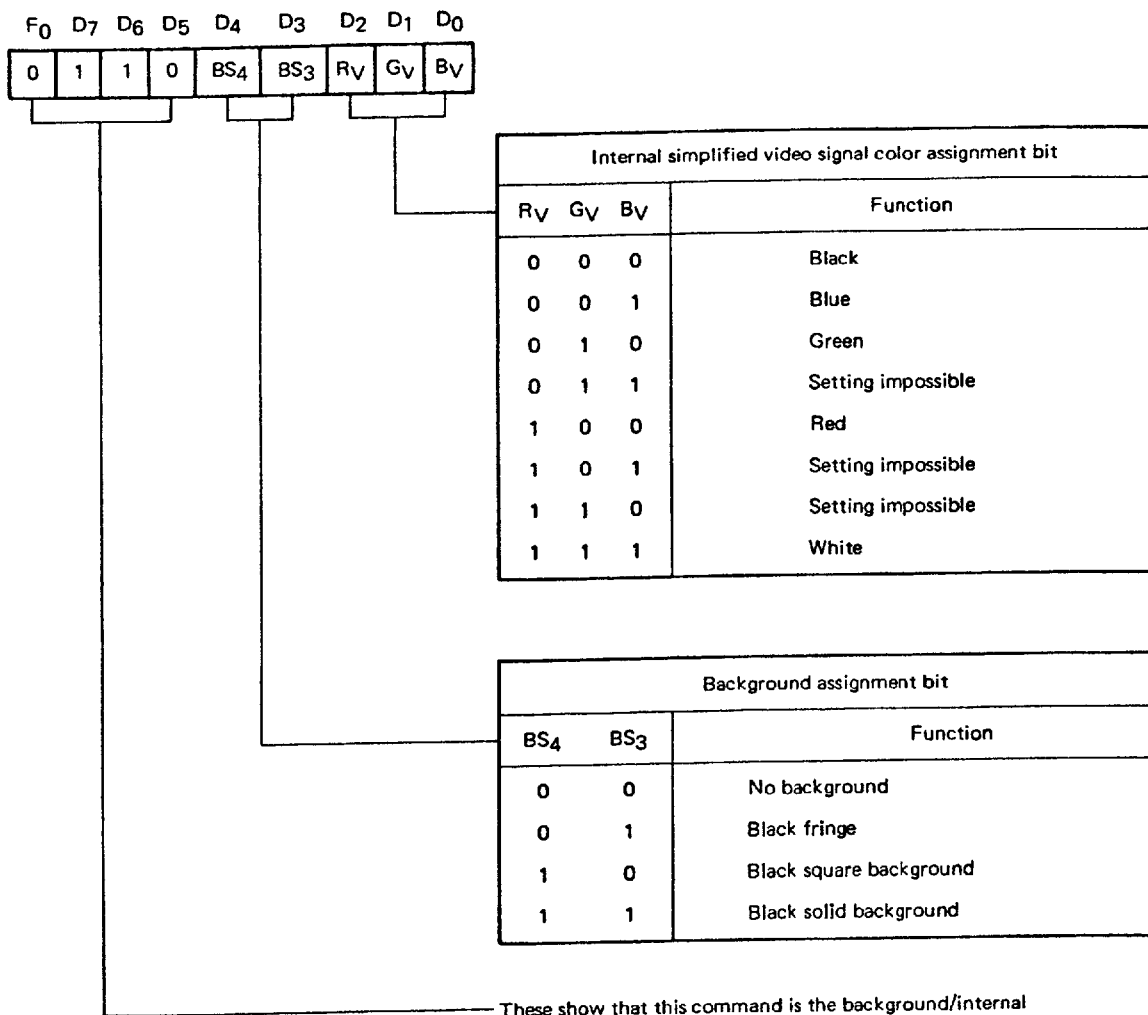 F0 D7 D6 D5 D4 D3 D2 D1 D0
0 1 1 0 BS4 BS3 RV GV BV
Internal simplified video signal color assignment bit
RV GV BV Function
0 0 0 Black
0 0 1 Blue
0 1 0 Green
0 1 1 Setting impossible
1 0 0 Red
1 0 1 Setting impossible
1 1 0 Setting impossible
1 1 1 White
Background assignment bit
BS4 BS3 Function
0 0 No background
0 1 Black fringe
1 0 Black square background
1 1 Black solid background
These show that this command is the background/internal